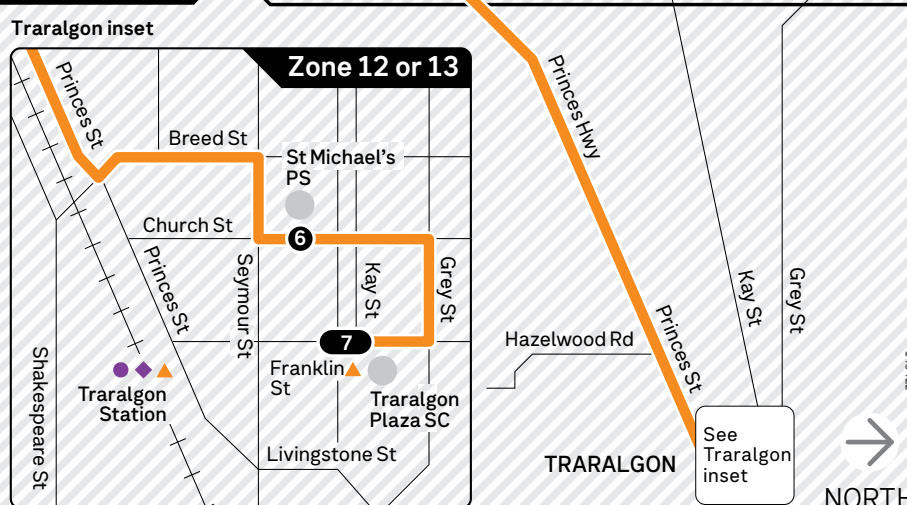 Traralgon inset
Zone 12 or 13
Princes St
Breed St
St Michael's
PS
Church St
6
Princes St
Seymour St
Kay St
Grey St
7
Franklin
St
Traralgon
Plaza SC
Traralgon
Station
Shakespeare St
Livingstone St
Princes Hwy
Hazelwood Rd
Princes St
Kay St
Grey St
TRARALGON
See
Traralgon
inset
NORTH